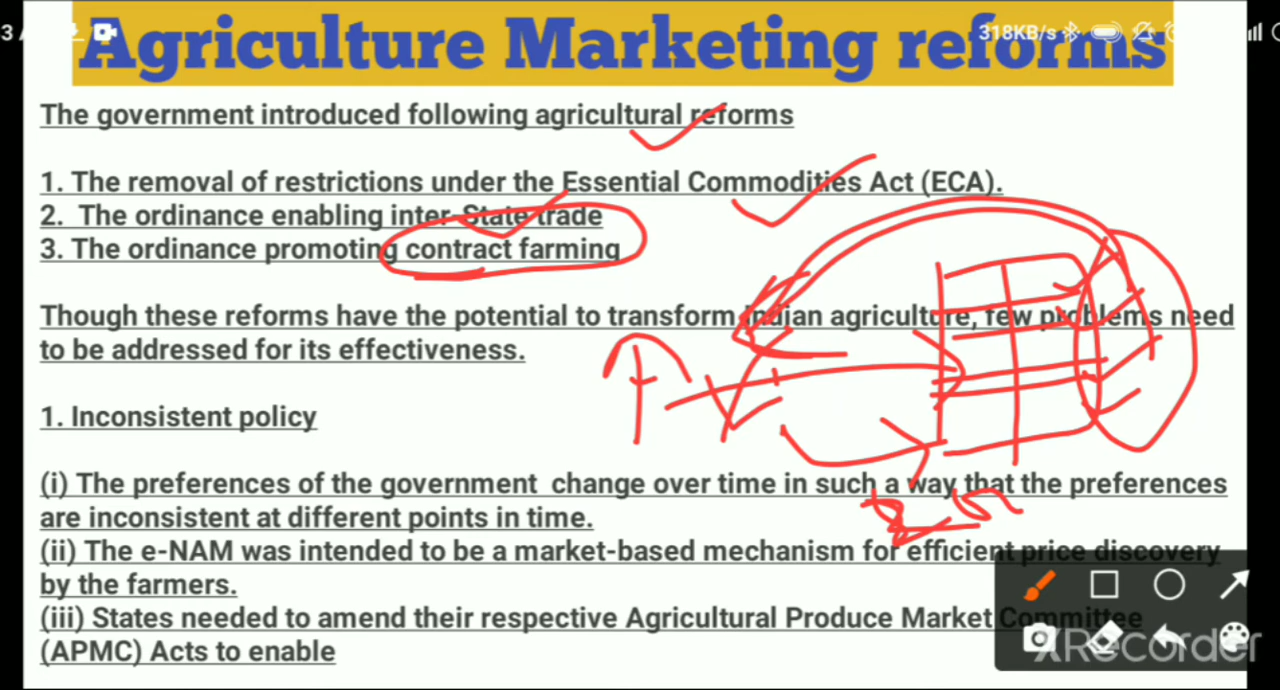 Agriculture Marketing reforms
318KB/s
The government introduced following agricultural reforms
1. The removal of restrictions under the Essential Commodities Act (ECA).
2. The ordinance enabling inter-State trade
3. The ordinance promoting contract farming
Though these reforms have the potential to transform Indian agriculture, few problems need
to be addressed for its effectiveness.
1. Inconsistent policy
(i) The preferences of the government change over time in such a way that the preferences
are inconsistent at different points in time.
(ii) The e-NAM was intended to be a market-based mechanism for efficient price discovery
by the farmers.
(iii) States needed to amend their respective Agricultural Produce Market Committee
(APMC) Acts to enable
XRecorder